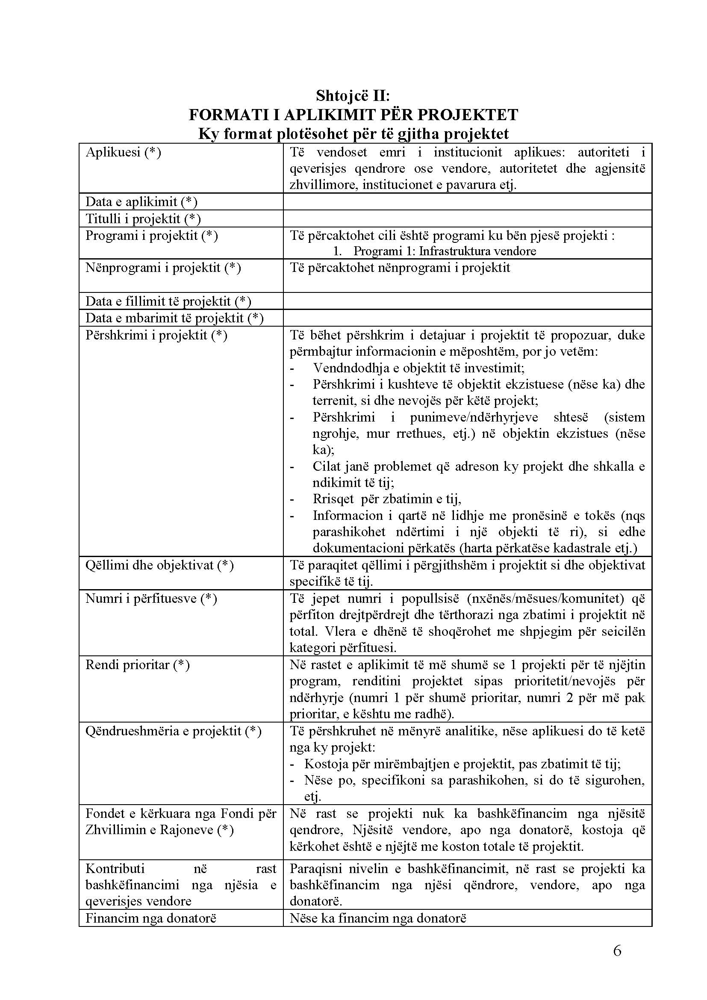 Shtojcë II:
FORMATI I APLIKIMIT PËR PROJEKTET
Ky format plotësohet për të gjitha projektet
Aplikuesi (*)
Të vendoset emri i institucionit aplikues: autoriteti i
qeverisjes qendrore ose vendore, autoritetet dhe agjensitë
zhvillimore, institucionet e pavarura etj.
Data e aplikimit (*)
Titulli i projektit (*)
Programi i projektit (*)
Të përcaktohet cili është programi ku bën pjesë projekti :
1. Programi 1: Infrastruktura vendore
Nënprogrami i projektit (*)
Të përcaktohet nënprogrami i projektit
Data e fillimit të projektit (*)
Data e mbarimit të projektit (*)
Përshkrimi i projektit (*)
Të bëhet përshkrim i detajuar i projektit të propozuar, duke
përmbajtur informacionin e mëposhtëm, por jo vetëm:
- Vendndodhja e objektit të investimit;
- Përshkrimi i kushteve të objektit ekzistuese (nëse ka) dhe
terrenit, si dhe nevojës për këtë projekt;
- Përshkrimi i punimeve/ndërhyrjeve shtesë (sistem
ngrohje, mur rrethues, etj.) në objektin ekzistues (nëse
ka);
- Cilat janë problemet që adreson ky projekt dhe shkalla e
ndikimit të tij;
- Rrisqet për zbatimin e tij,
- Informacion i qartë në lidhje me pronësinë e tokës (nqs
parashikohet ndërtimi i një objekti të ri), si edhe
dokumentacioni përkatës (harta përkatëse kadastrale etj.)
Qëllimi dhe objektivat (*)
Të paraqitet qëllimi i përgjithshëm i projektit si dhe objektivat
specifikë të tij.
Numri i përfituesve (*)
Të jepet numri i popullsisë (nxënës/mësues/komunitet) që
përfiton drejtpërdrejt dhe tërthorazi nga zbatimi i projektit në
total. Vlera e dhënë të shoqërohet me shpjegim për seicilën
kategori përfituesi.
Rendi prioritar (*)
Në rastet e aplikimit të më shumë se 1 projekti për të njëjtin
program, renditini projektet sipas prioritetit/nevojës për
ndërhyrje (numri 1 për shumë prioritar, numri 2 për më pak
prioritar, e kështu me radhë).
Qëndrueshmëria e projektit (*)
Të përshkruhet në mënyrë analitike, nëse aplikuesi do të ketë
nga ky projekt:
- Kostoja për mirëmbajtjen e projektit, pas zbatimit të tij;
- Nëse po, specifikoni sa parashikohen, si do të sigurohen,
etj.
Fondet e kërkuara nga Fondi për
Zhvillimin e Rajoneve (*)
Në rast se projekti nuk ka bashkëfinancim nga njësitë
qendrore, Njësitë vendore, apo nga donatorë, kostoja që
kërkohet është e njëjtë me koston totale të projektit.
Kontributi në rast
bashkëfinancimi nga njësia e
qeverisjes vendore
Paraqisni nivelin e bashkëfinancimit, në rast se projekti ka
bashkëfinancim nga njësi qëndrore, vendore, apo nga
donatorë.
Financim nga donatorë
Nëse ka financim nga donatorë
6